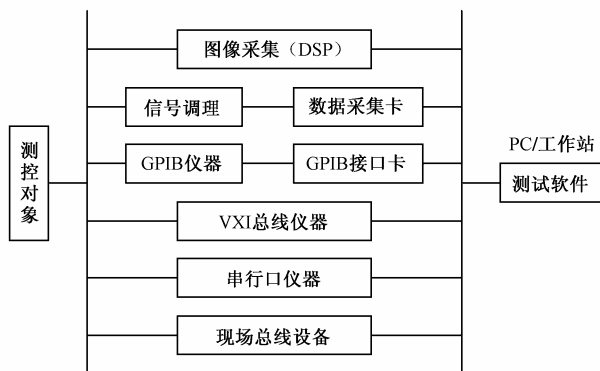 图像采集（DSP）
信号调理
数据采集卡
测控对象
GPIB仪器
GPIB接口卡
PC/工作站
测试软件
VXI总线仪器
串行口仪器
现场总线设备